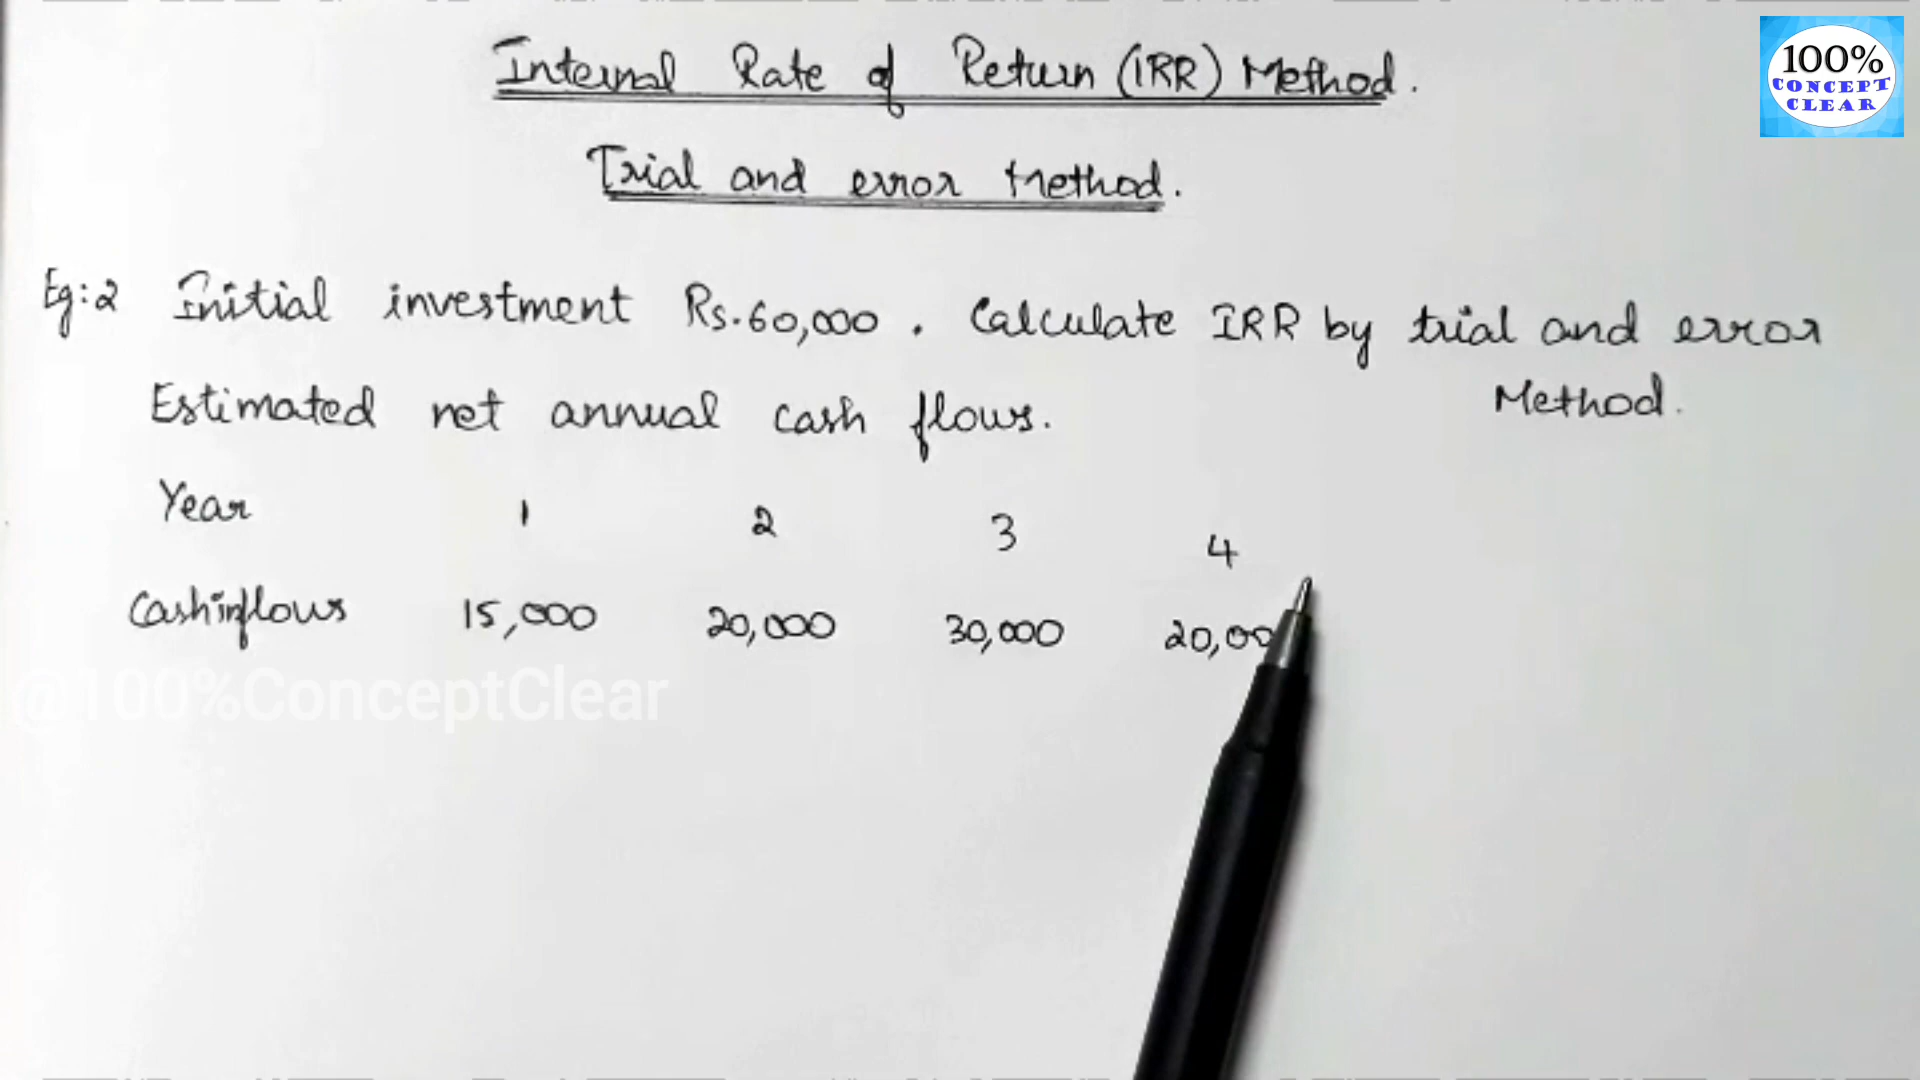 Internal Rate of Return (IRR) Method.
100%
CONCEPT
CLEAR
Trial and error Method.
Eg:2 Initial investment Rs.60,000. Calculate IRR by trial and error
Method.
Estimated net annual cash flows.
Year 1 2 3 4
Cashinflows 15,000 20,000 30,000 20,00
@100%ConceptClear